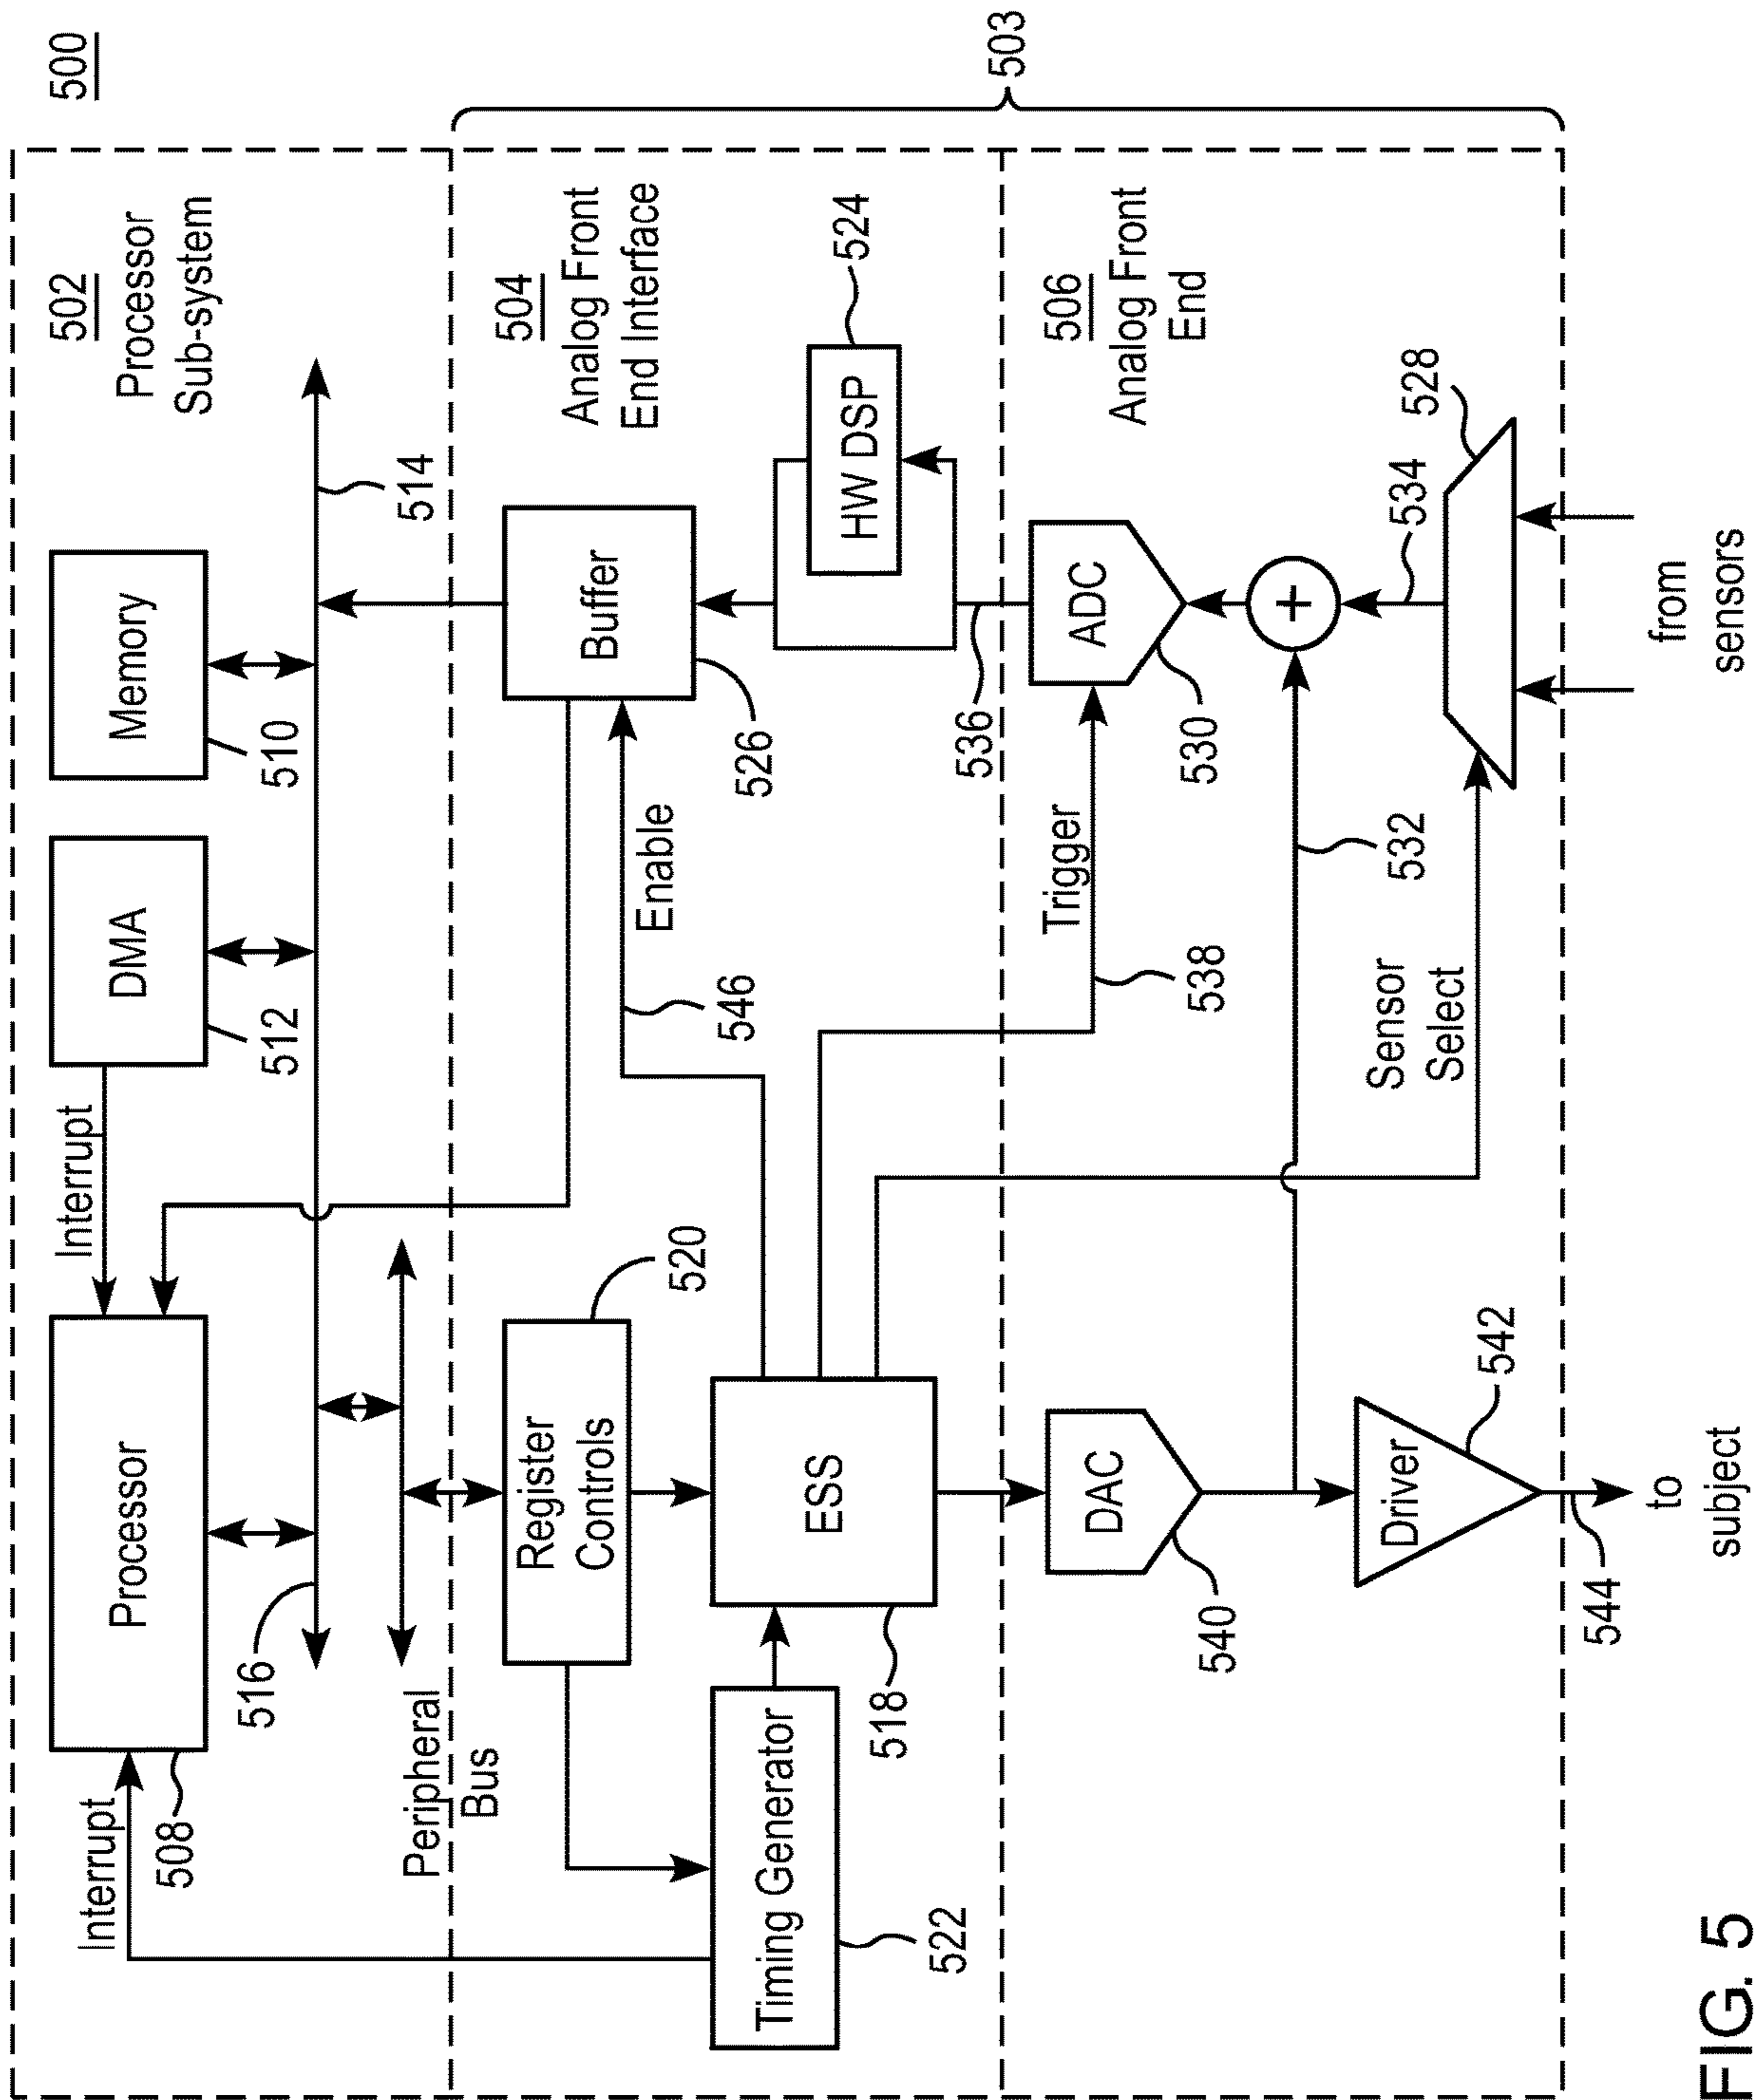 500
502
Processor
Sub-system
Interrupt
Processor
508
DMA
512
Memory
510
Interrupt
516
514
Peripheral
Bus
503
504
Analog Front
End Interface
Register
Controls
520
Timing Generator
522
ESS
518
Enable
546
Buffer
526
HW DSP
524
506
Analog Front
End
DAC
540
Driver
542
544
to
subject
Trigger
538
536
ADC
530
532
534
Sensor
Select
528
from
sensors
+
FIG. 5